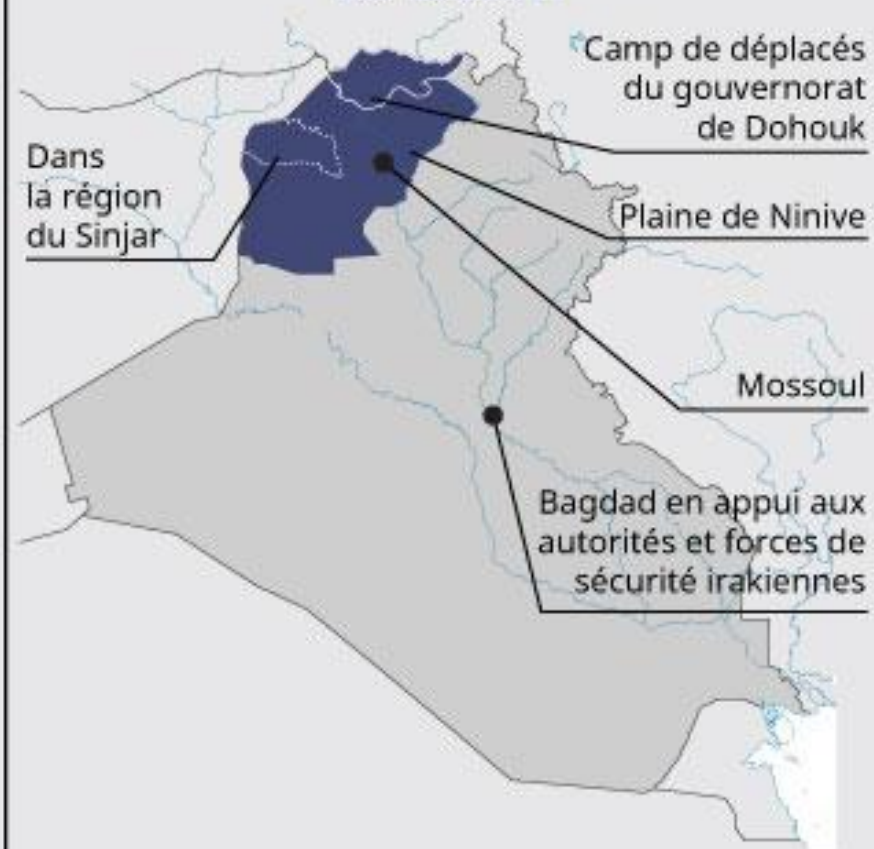 Camp de déplacés
du gouvernorat
de Dohouk
Dans
la région
du Sinjar
Plaine de Ninive
Mossoul
Bagdad en appui aux
autorités et forces de
sécurité irakiennes